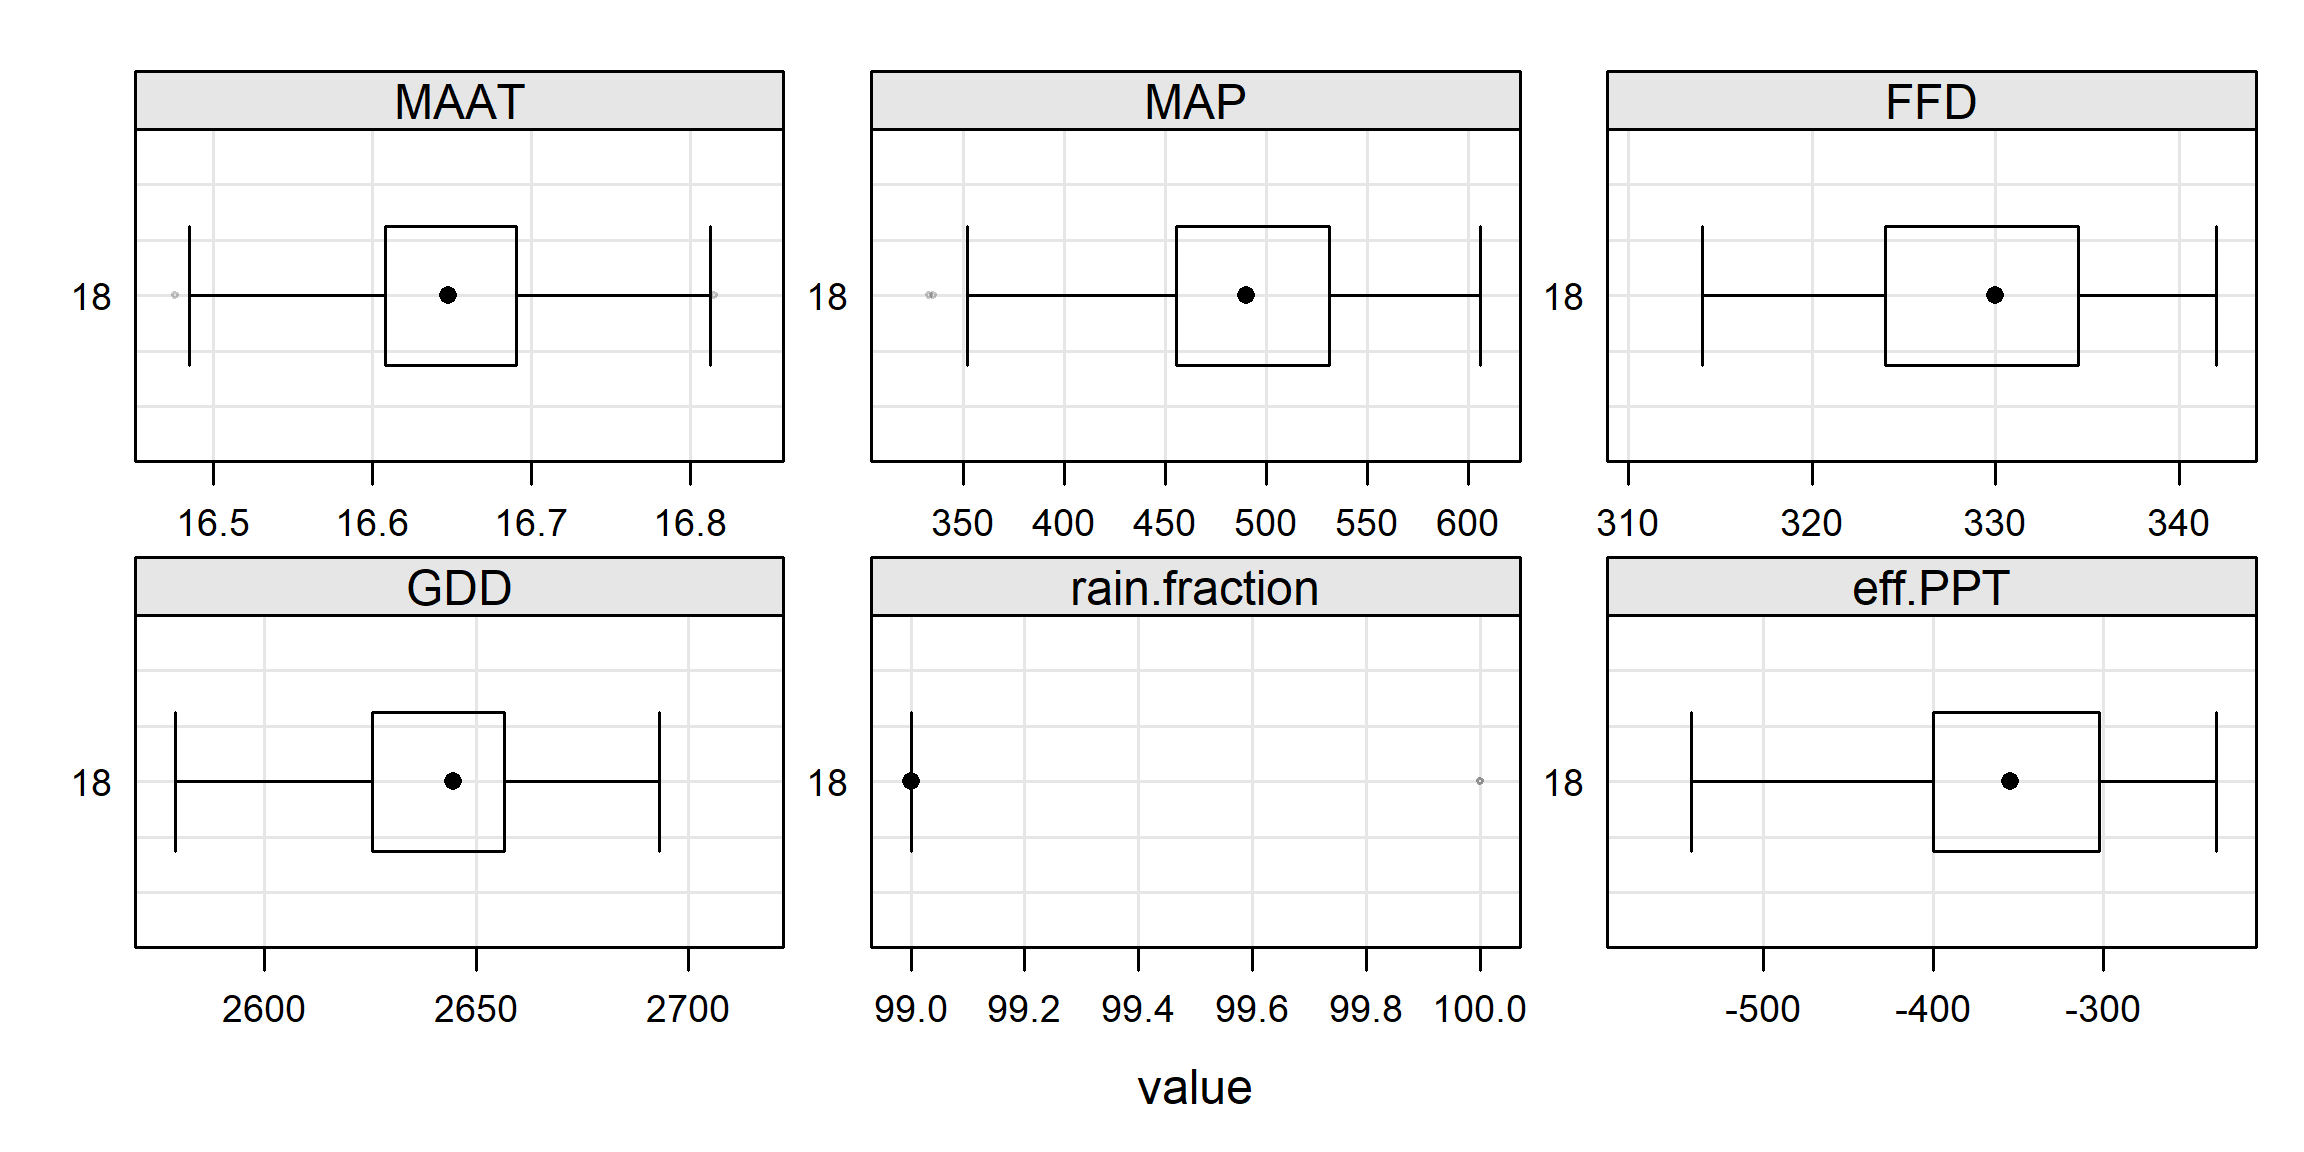 MAAT MAP FFD
18 18 18
16.5 16.6 16.7 16.8 350 400 450 500 550 600 310 320 330 340
GDD rain.fraction eff.PPT
18 18 18
2600 2650 2700 99.0 99.2 99.4 99.6 99.8 100.0 -500 -400 -300
value